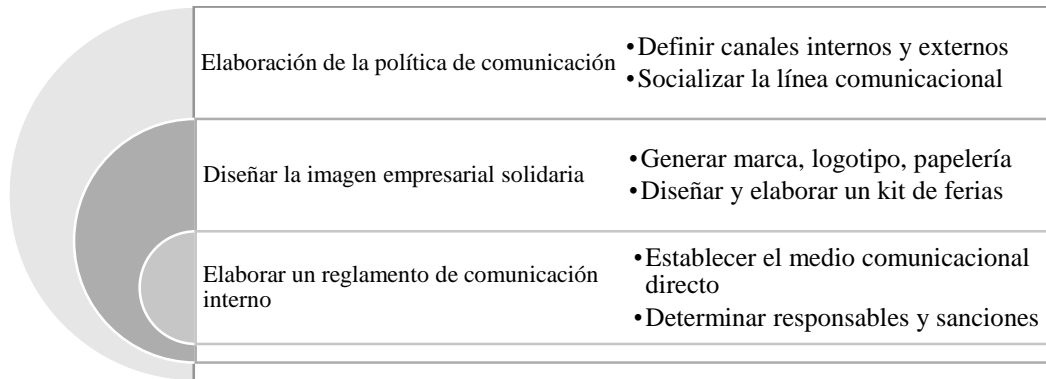 Elaboración de la política de comunicación
•Definir canales internos y externos
•Socializar la línea comunicacional
Diseñar la imagen empresarial solidaria
•Generar marca, logotipo, papelería
•Diseñar y elaborar un kit de ferias
Elaborar un reglamento de comunicación
interno
•Establecer el medio comunicacional
directo
•Determinar responsables y sanciones